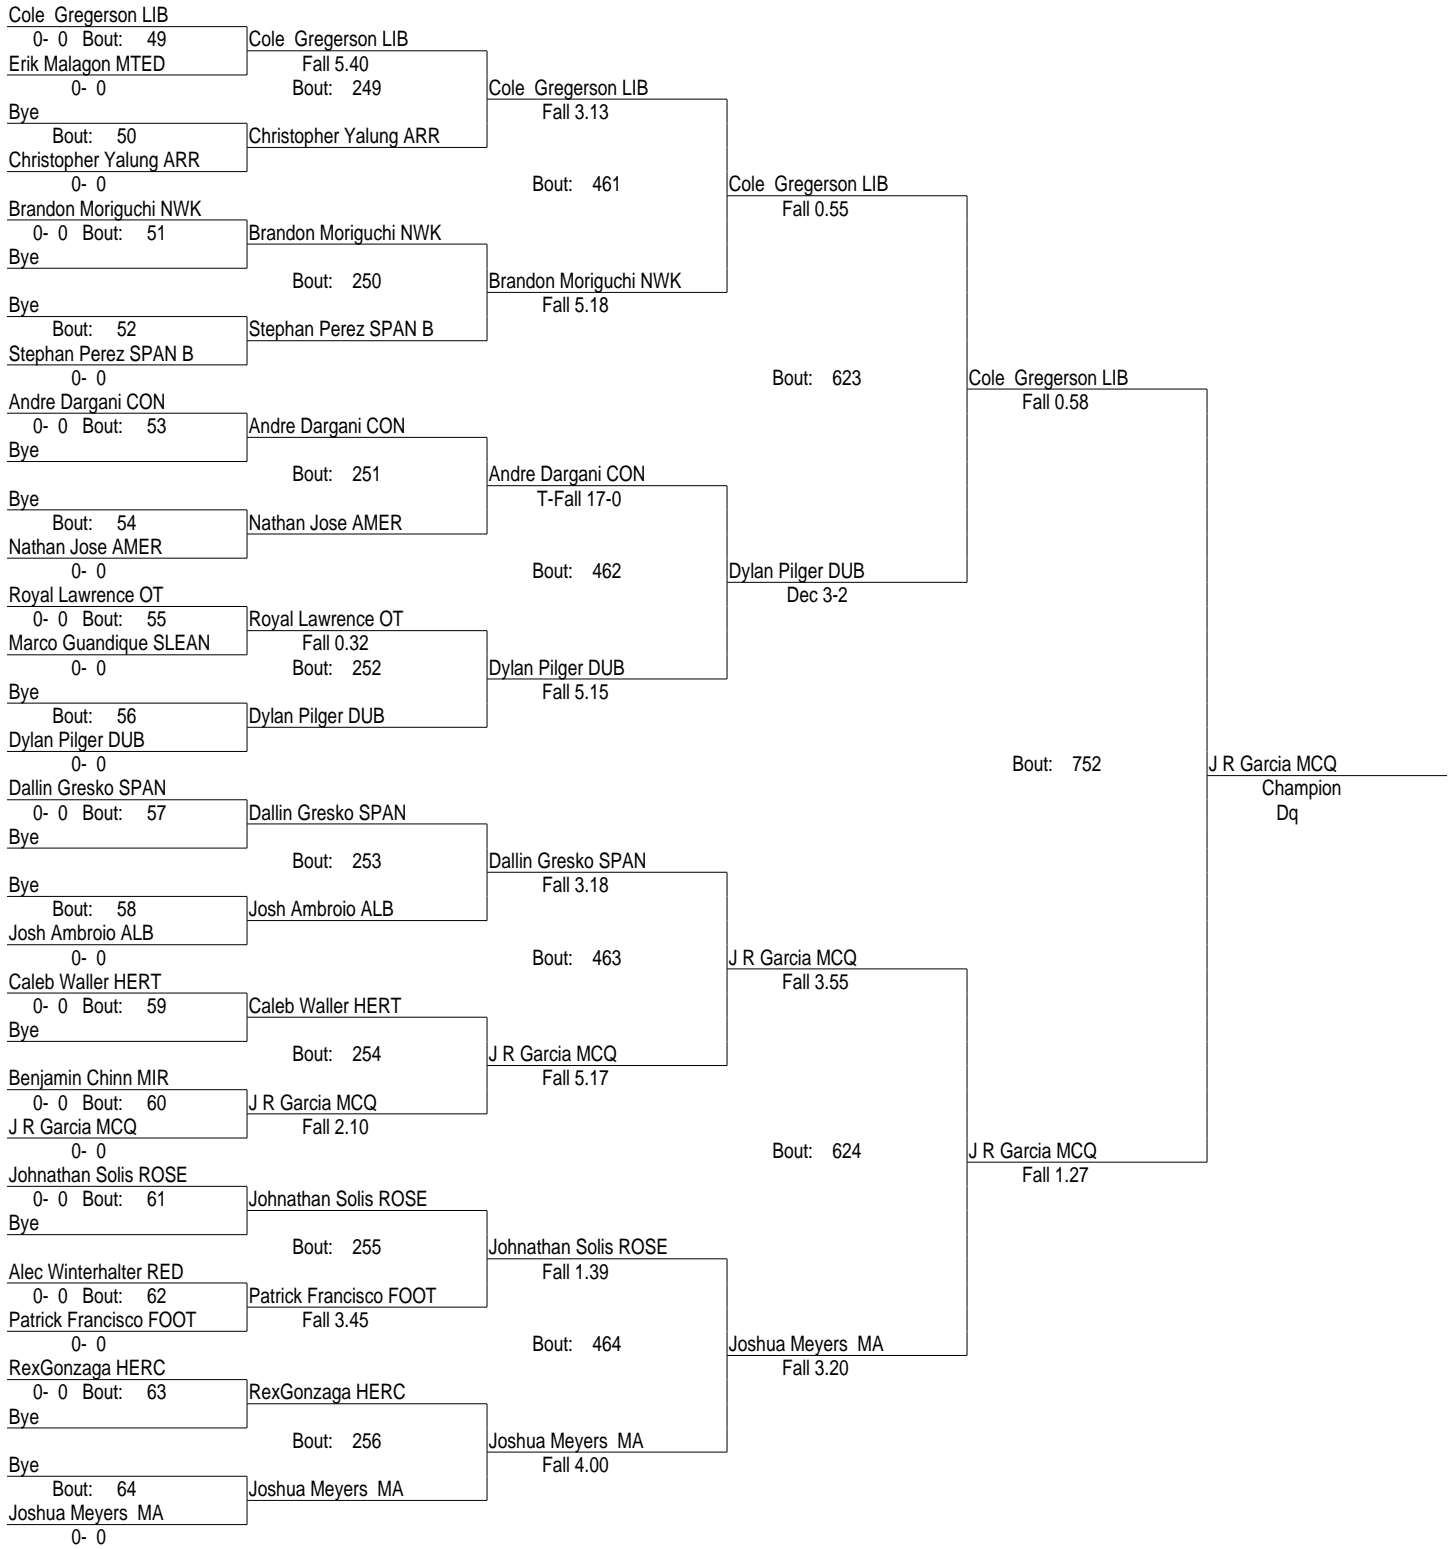 Cole  Gregerson LIB
0-  0   Bout:     49
Cole  Gregerson LIB
Erik Malagon MTED
Fall 5.40
0-  0
Bout:    249
Cole  Gregerson LIB
Bye
Fall 3.13
Bout:     50
Christopher Yalung ARR
Christopher Yalung ARR
0-  0
Bout:    461
Cole  Gregerson LIB
Brandon Moriguchi NWK
Fall 0.55
0-  0   Bout:     51
Brandon Moriguchi NWK
Bye
Bout:    250
Brandon Moriguchi NWK
Bye
Fall 5.18
Bout:     52
Stephan Perez SPAN B
Stephan Perez SPAN B
0-  0
Bout:    623
Cole  Gregerson LIB
Andre Dargani CON
Fall 0.58
0-  0   Bout:     53
Andre Dargani CON
Bye
Bout:    251
Andre Dargani CON
Bye
T-Fall 17-0
Bout:     54
Nathan Jose AMER
Nathan Jose AMER
0-  0
Bout:    462
Dylan Pilger DUB
Royal Lawrence OT
Dec 3-2
0-  0   Bout:     55
Royal Lawrence OT
Marco Guandique SLEAN
Fall 0.32
0-  0
Bout:    252
Dylan Pilger DUB
Bye
Fall 5.15
Bout:     56
Dylan Pilger DUB
Dylan Pilger DUB
0-  0
Bout:    752
J R Garcia MCQ
Dallin Gresko SPAN
Champion
0-  0   Bout:     57
Dallin Gresko SPAN
Dq
Bye
Bout:    253
Dallin Gresko SPAN
Bye
Fall 3.18
Bout:     58
Josh Ambroio ALB
Josh Ambroio ALB
0-  0
Bout:    463
J R Garcia MCQ
Caleb Waller HERT
Fall 3.55
0-  0   Bout:     59
Caleb Waller HERT
Bye
Bout:    254
J R Garcia MCQ
Benjamin Chinn MIR
Fall 5.17
0-  0   Bout:     60
J R Garcia MCQ
J R Garcia MCQ
Fall 2.10
0-  0
Bout:    624
J R Garcia MCQ
Johnathan Solis ROSE
Fall 1.27
0-  0   Bout:     61
Johnathan Solis ROSE
Bye
Bout:    255
Johnathan Solis ROSE
Alec Winterhalter RED
Fall 1.39
0-  0   Bout:     62
Patrick Francisco FOOT
Patrick Francisco FOOT
Fall 3.45
0-  0
Bout:    464
Joshua Meyers  MA
RexGonzaga HERC
Fall 3.20
0-  0   Bout:     63
RexGonzaga HERC
Bye
Bout:    256
Joshua Meyers  MA
Bye
Fall 4.00
Bout:     64
Joshua Meyers  MA
Joshua Meyers  MA
0-  0